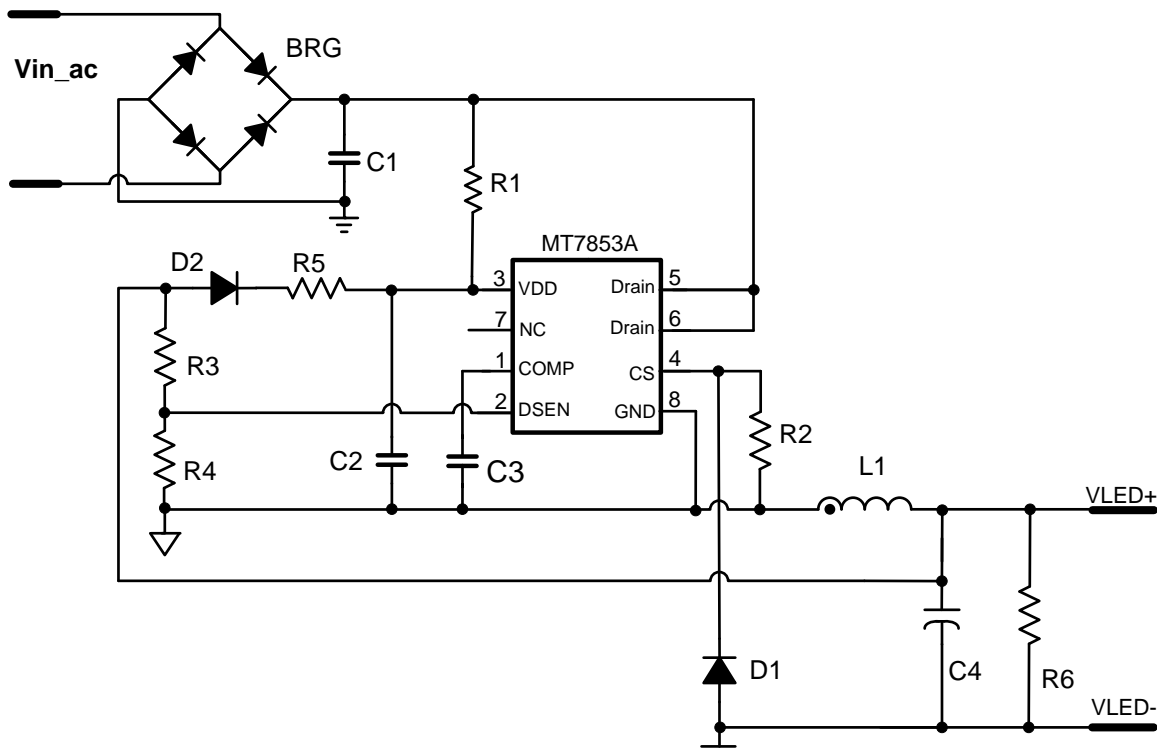 BRG
Vin_ac
C1
R1
MT7853A
D2
R5
3
VDD
Drain
5
7
NC
Drain
6
R3
1
COMP
CS
4
2
DSEN
GND
8
R2
R4
C2
C3
L1
VLED+
D1
C4
R6
VLED-